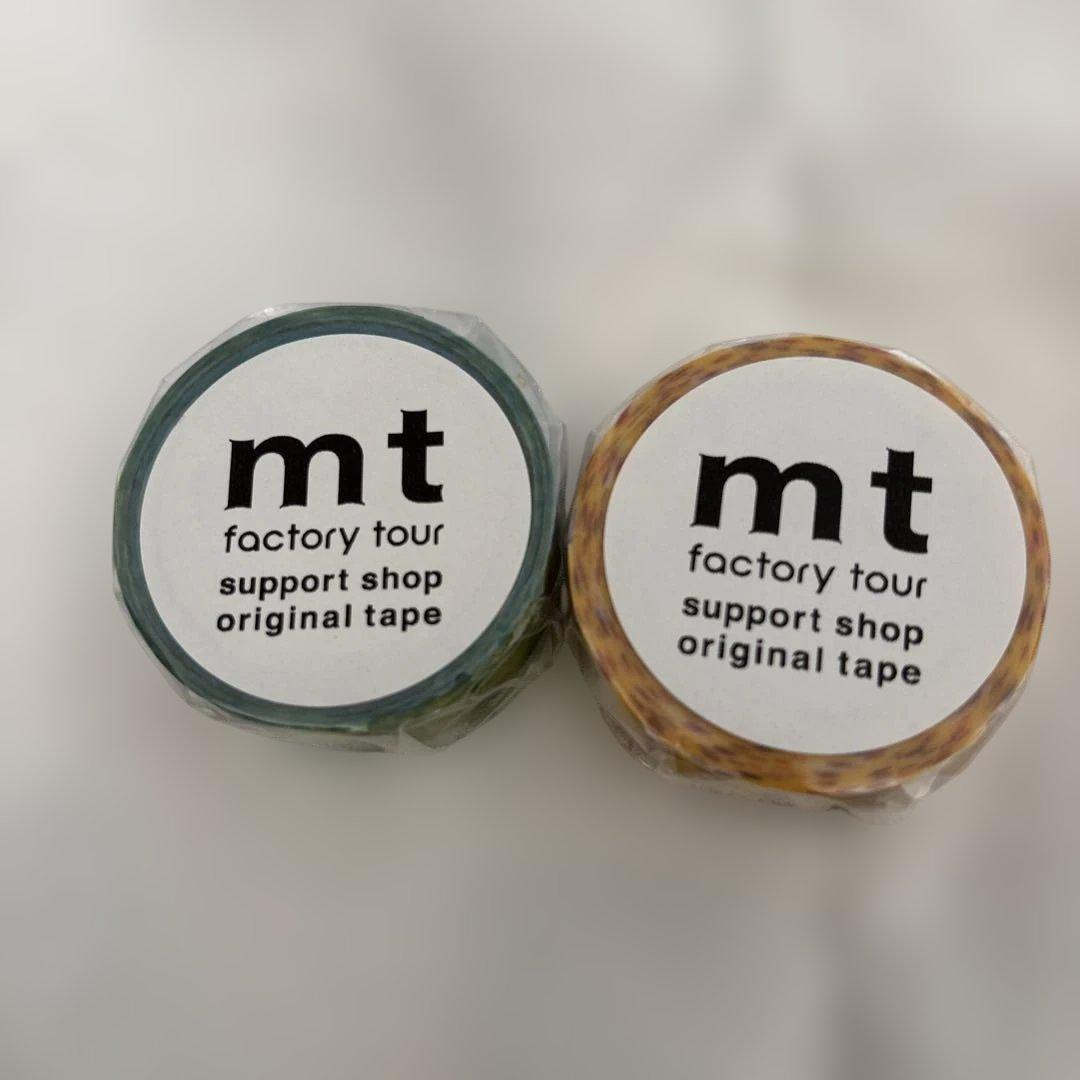 mt
factory tour
support shop
original tape
mt
factory tour
support shop
original tape